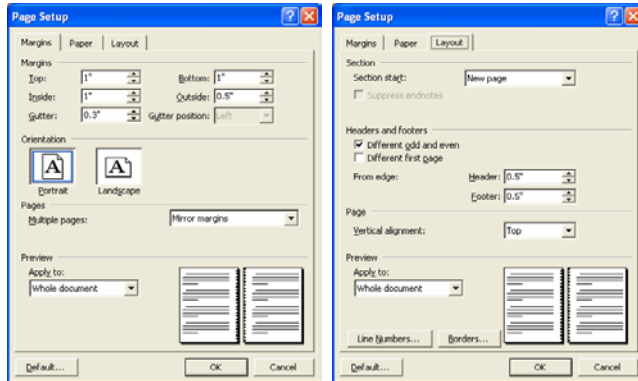 Page Setup
Margins Paper Layout
Margins
Top: 1" Bottom: 1"
Inside: 1" Outside: 0.5"
Gutter: 0.3" Gutter position: Left
Orientation
A A
Portrait Landscape
Pages
Multiple pages: Mirror margins
Preview
Apply to:
Whole document
Default... OK Cancel
Page Setup
Margins Paper Layout
Section
Section start: New page
Suppress endnotes
Headers and footers
Different odd and even
Different first page
From edge: Header: 0.5"
Footer: 0.5"
Page
Vertical alignment: Top
Preview
Apply to:
Whole document
Line Numbers... Borders...
Default... OK Cancel